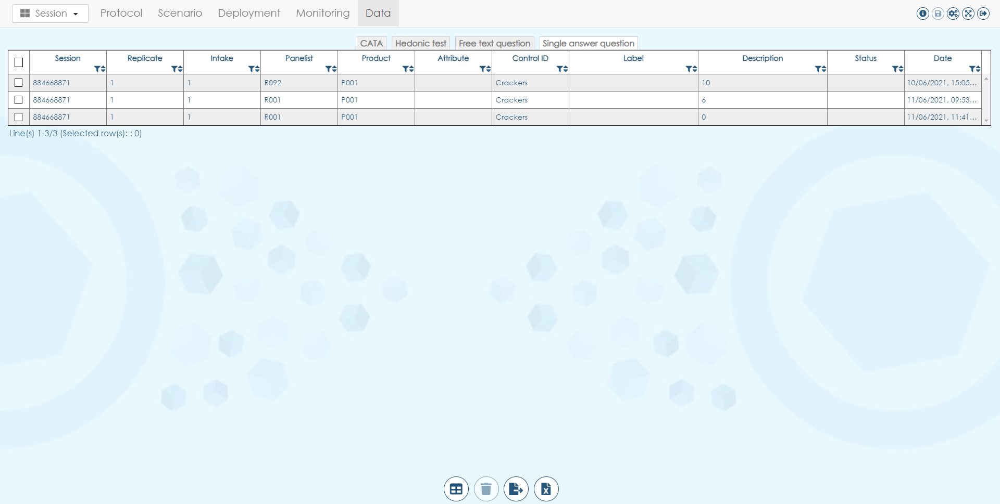 Session Protocol Scenario Deployment Monitoring Data
CATA Hedonic test Free text question Single answer question
Session Replicate Intake Panelist Product Attribute Control ID Label Description Status Date
884668871 1 1 R092 P001 Crackers 10 10/06/2021, 15:05...
884668871 1 1 R001 P001 Crackers 6 11/06/2021, 09:53...
884668871 1 1 R001 P001 Crackers 0 11/06/2021, 11:41...
Line(s) 1-3/3 (Selected row(s): : 0)